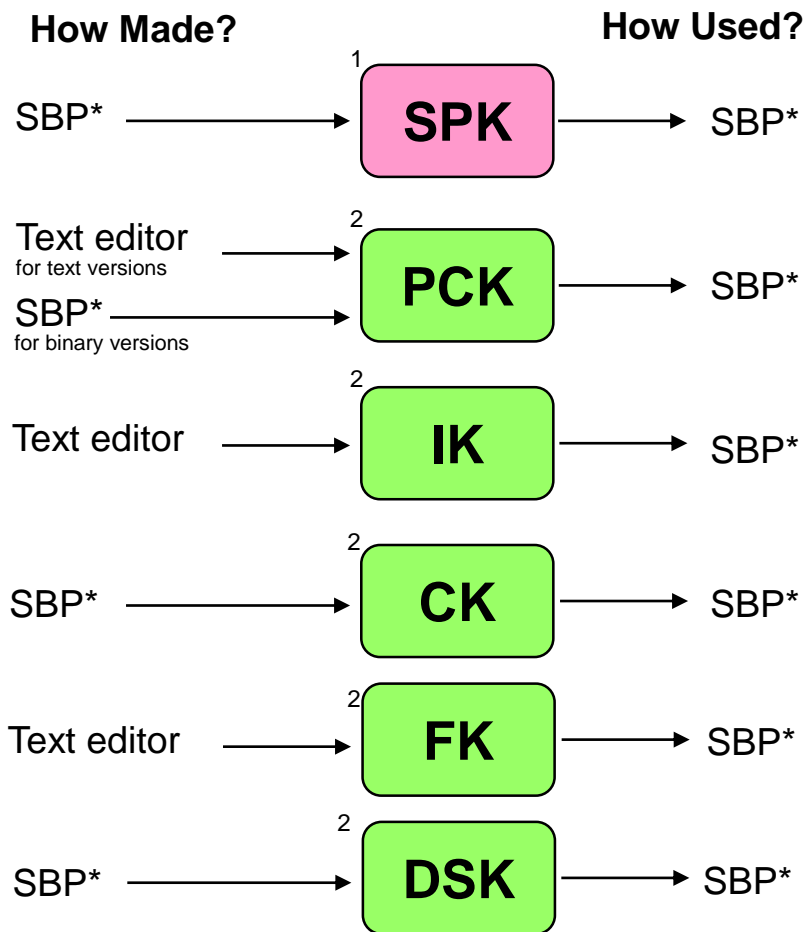 How Made?
How Used?
1
SBP*
SPK
SBP*
2
Text editor
for text versions
SBP*
for binary versions
PCK
SBP*
2
Text editor
IK
SBP*
2
SBP*
CK
SBP*
2
Text editor
FK
SBP*
2
SBP*
DSK
SBP*